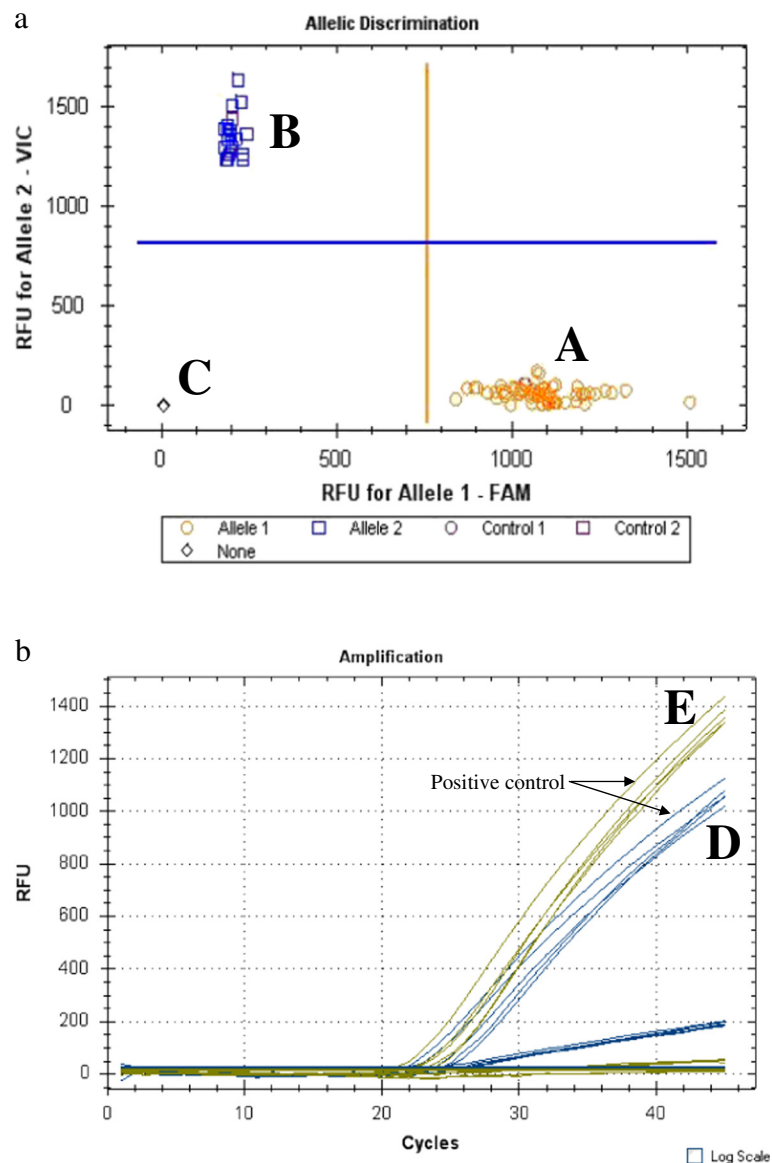 a
Allelic Discrimination
RFU for Allele 2 - VIC
1500
1000
500
0
B
A
C
0 500 1000 1500
RFU for Allele 1 - FAM
Allele 1 Allele 2 Control 1 Control 2
None
b
Amplification
RFU
1400
1200
1000
800
600
400
200
0
E
Positive control
D
0 10 20 30 40
Cycles
Log Scale